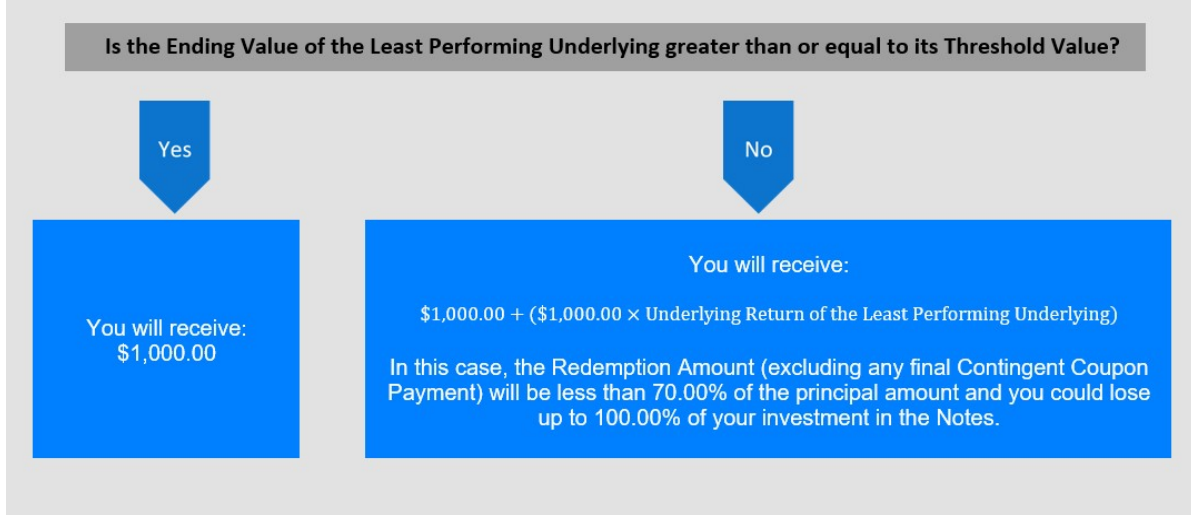 Is the Ending Value of the Least Performing Underlying greater than or equal to its Threshold Value?
Yes
No
You will receive:
$1,000.00
You will receive:
$1,000.00 + ($1,000.00 × Underlying Return of the Least Performing Underlying)
In this case, the Redemption Amount (excluding any final Contingent Coupon
Payment) will be less than 70.00% of the principal amount and you could lose
up to 100.00% of your investment in the Notes.